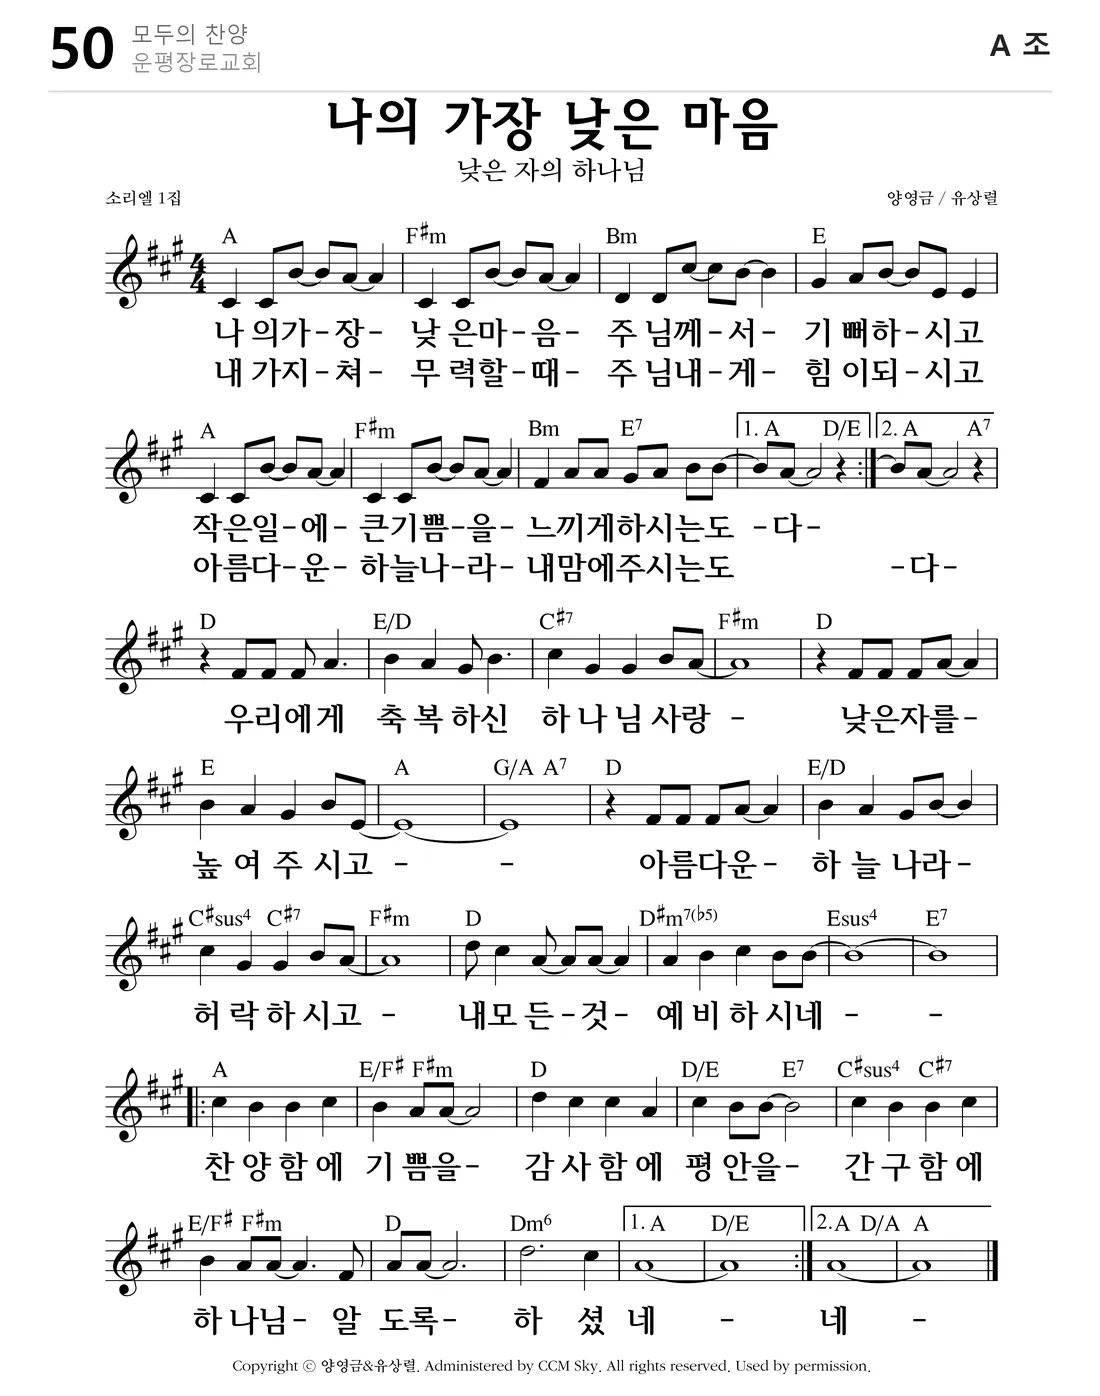 50 모두의 찬양
운평장로교회
A 조
나의 가장 낮은 마음
낮은 자의 하나님
소리엘 1집
양영금 / 유상렬
A F♯m Bm E
나 의가-장- 낮 은마-음- 주 님께-서- 기 뻐하-시고
내 가지-쳐- 무 력할-때- 주 님내-게- 힘 이되-시고
A F♯m Bm E7 1. A D/E 2. A A7
작은일-에- 큰기쁨-을- 느끼게하시는도 -다-
아름다-운- 하늘나-라- 내맘에주시는도 -다-
D E/D C♯7 F♯m D
우리에게 축 복 하신 하 나 님 사랑 - 낮은자를-
E A G/A A7 D E/D
높 여 주 시고 - - 아름다운- 하 늘 나라-
C♯sus4 C♯7 F♯m D D♯m7(♭5) Esus4 E7
허 락 하 시고 - 내모 든-것- 예 비 하 시네 - -
A E/F♯ F♯m D D/E E7 C♯sus4 C♯7
찬 양 함 에 기 쁨을- 감 사 함 에 평 안을- 간 구 함 에
E/F♯ F♯m D Dm6 1. A D/E 2. A D/A A
하 나님- 알 도록- 하 셨 네 - 네 -
Copyright ⓒ 양영금&유상렬. Administered by CCM Sky. All rights reserved. Used by permission.